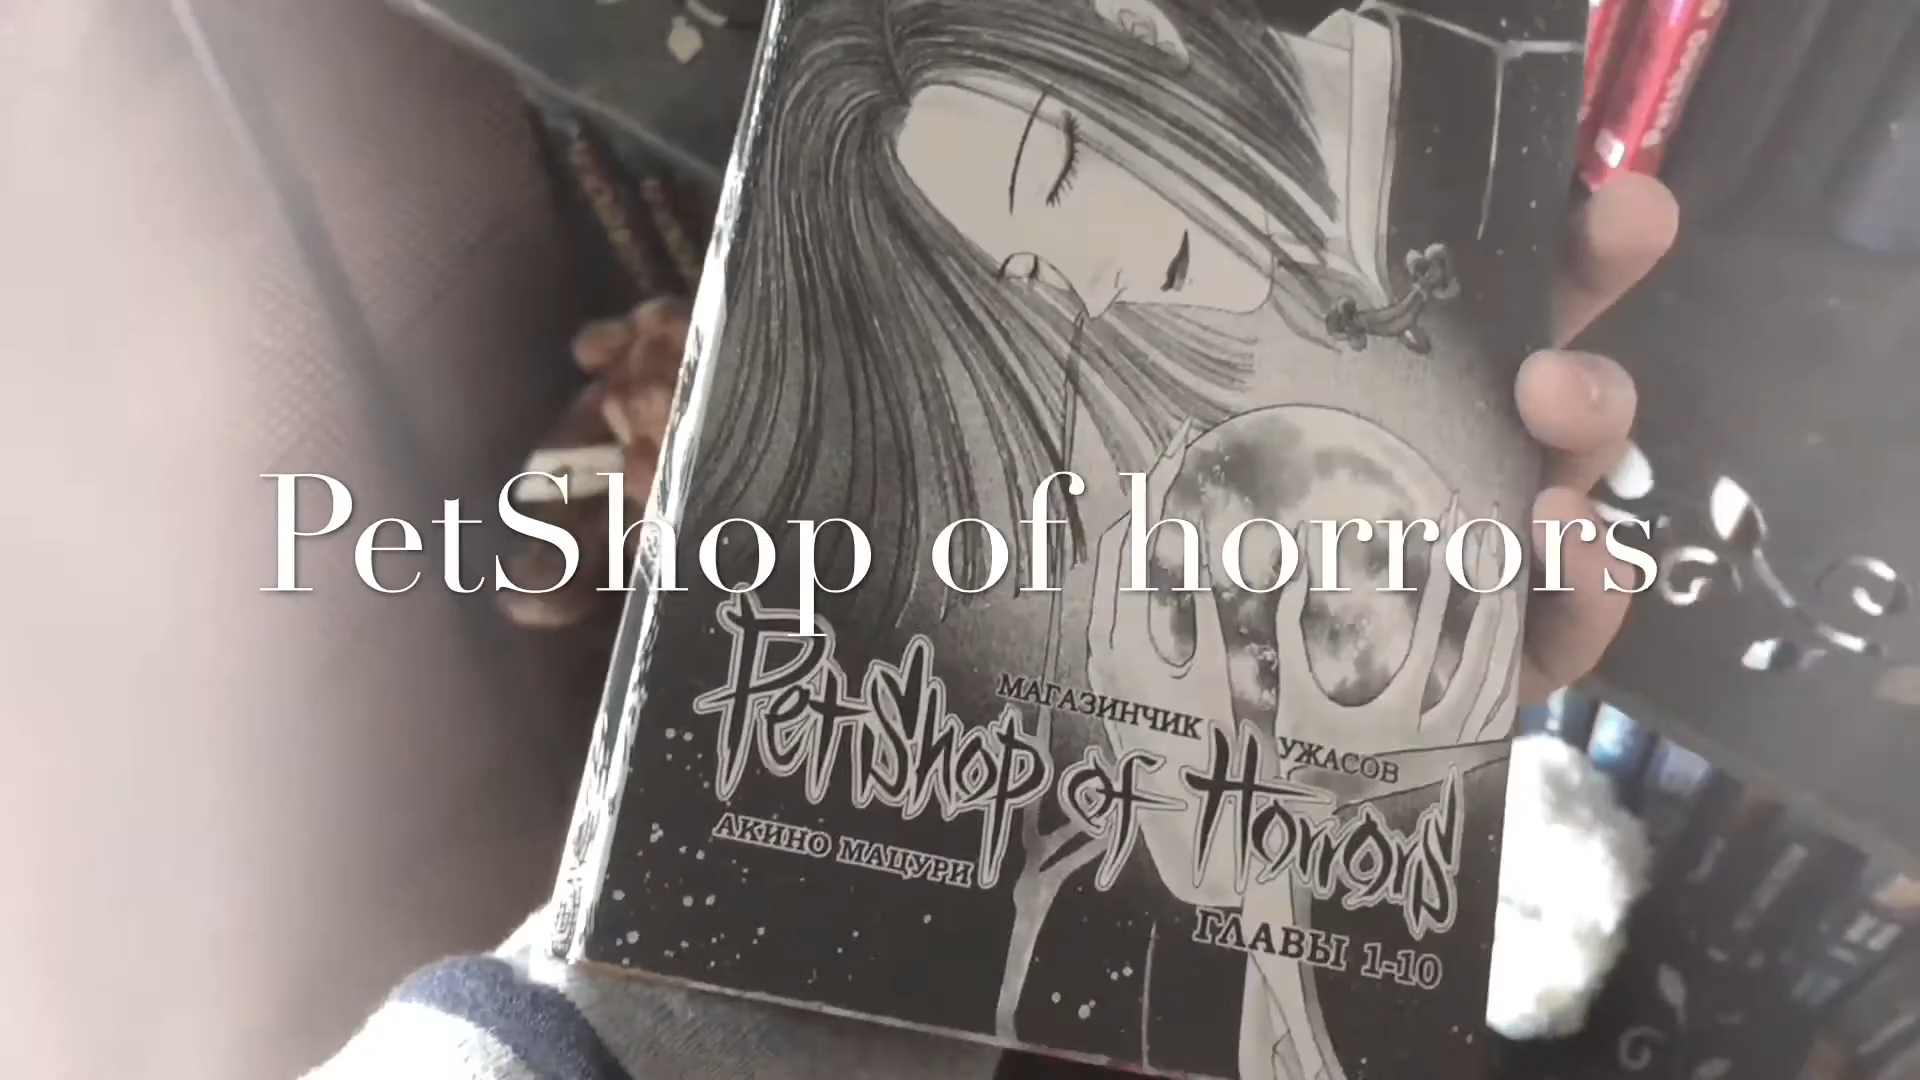 PetShop of horrors
PetShop of Horrors
МАГАЗИНЧИК УЖАСОВ
АКИНО МАЦУРИ
ГЛАВЫ 1-10